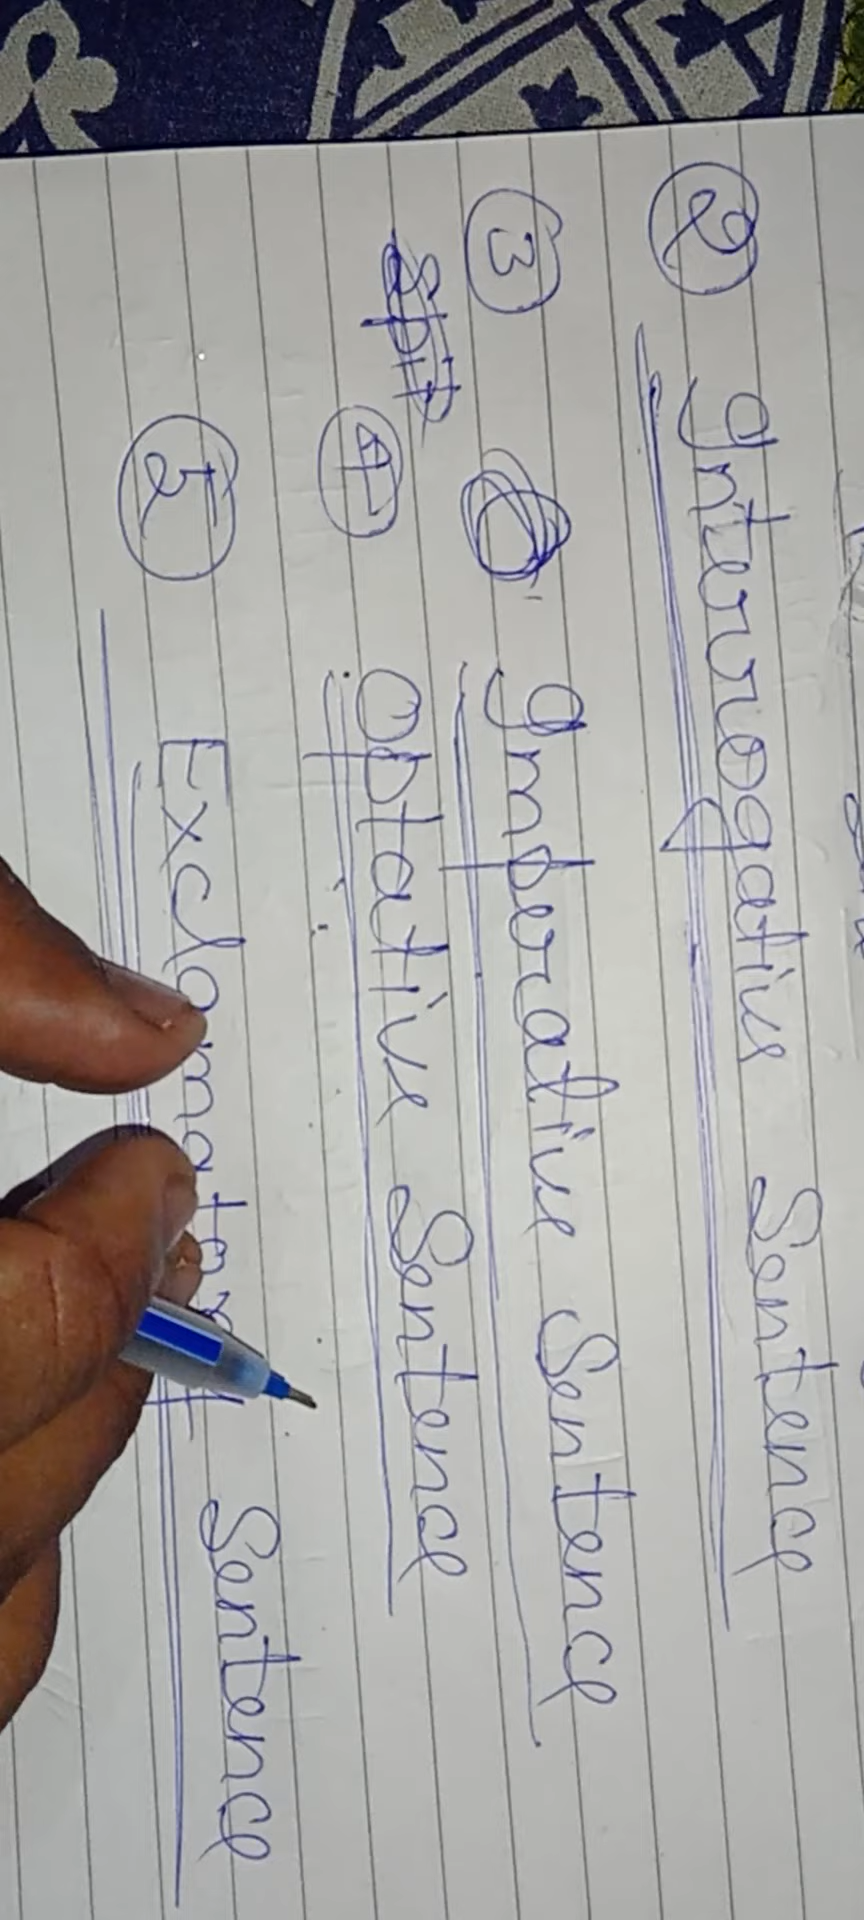 ② Interrogative Sentence
③ Imperative Sentence
④ Optative Sentence
⑤ Exclamatory Sentence